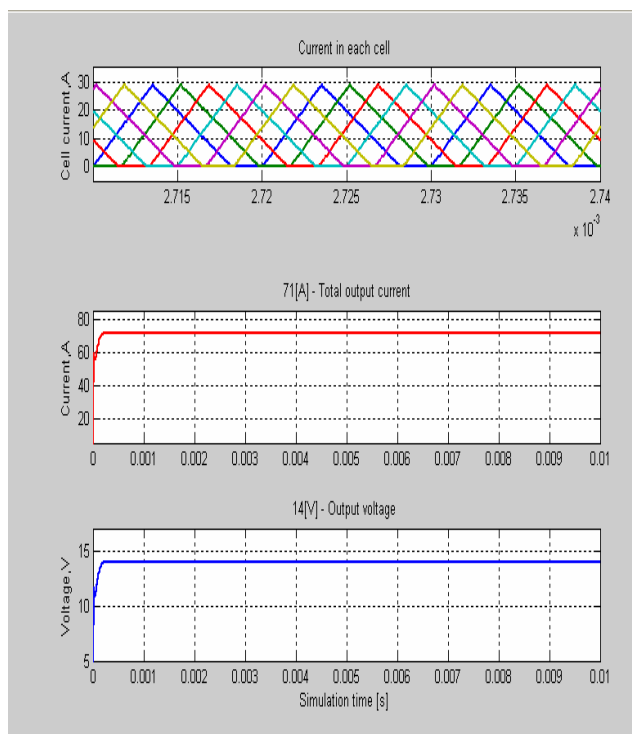 Current in each cell
Cell current,A
30
20
10
0
2.715 2.72 2.725 2.73 2.735 2.74
x 10-3
71[A] - Total output current
Current,A
80
60
40
20
0 0.001 0.002 0.003 0.004 0.005 0.006 0.007 0.008 0.009 0.01
14[V] - Output voltage
Voltage,V
15
10
5
0 0.001 0.002 0.003 0.004 0.005 0.006 0.007 0.008 0.009 0.01
Simulation time [s]